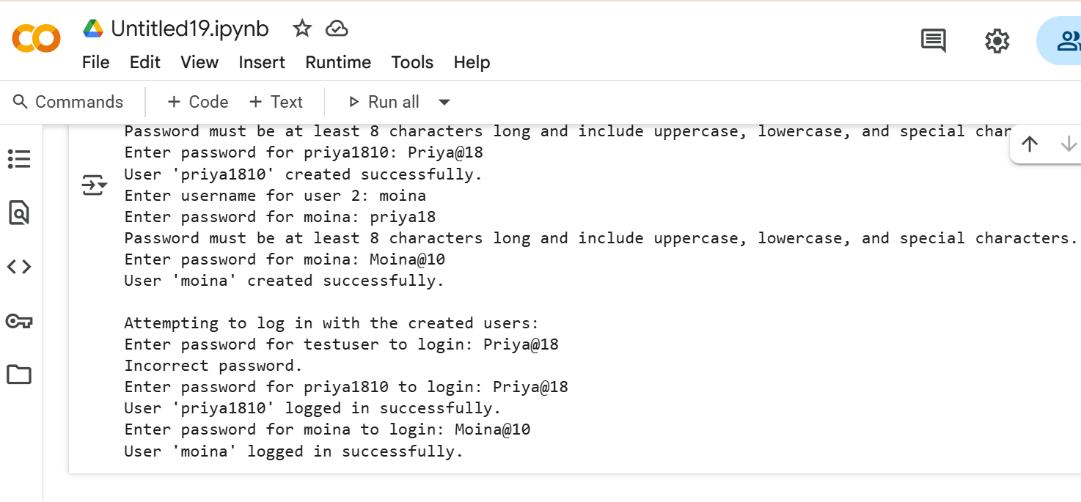 Untitled19.ipynb
File Edit View Insert Runtime Tools Help
Commands + Code + Text Run all
Password must be at least 8 characters long and include uppercase, lowercase, and special char
Enter password for priya1810: Priya@18
User 'priya1810' created successfully.
Enter username for user 2: moina
Enter password for moina: priya18
Password must be at least 8 characters long and include uppercase, lowercase, and special characters.
Enter password for moina: Moina@10
User 'moina' created successfully.
Attempting to log in with the created users:
Enter password for testuser to login: Priya@18
Incorrect password.
Enter password for priya1810 to login: Priya@18
User 'priya1810' logged in successfully.
Enter password for moina to login: Moina@10
User 'moina' logged in successfully.